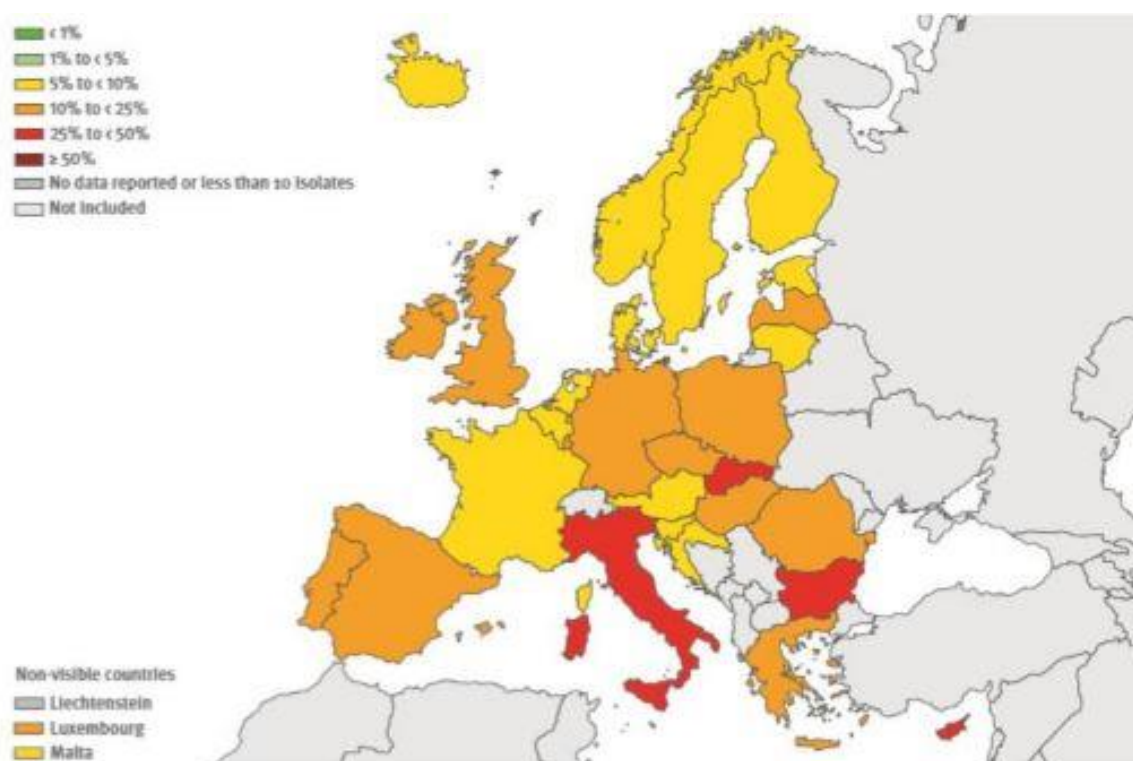 < 1%
1% to < 5%
5% to < 10%
10% to < 25%
25% to < 50%
≥ 50%
No data reported or less than 10 isolates
Not included
Non-visible countries
Liechtenstein
Luxembourg
Malta